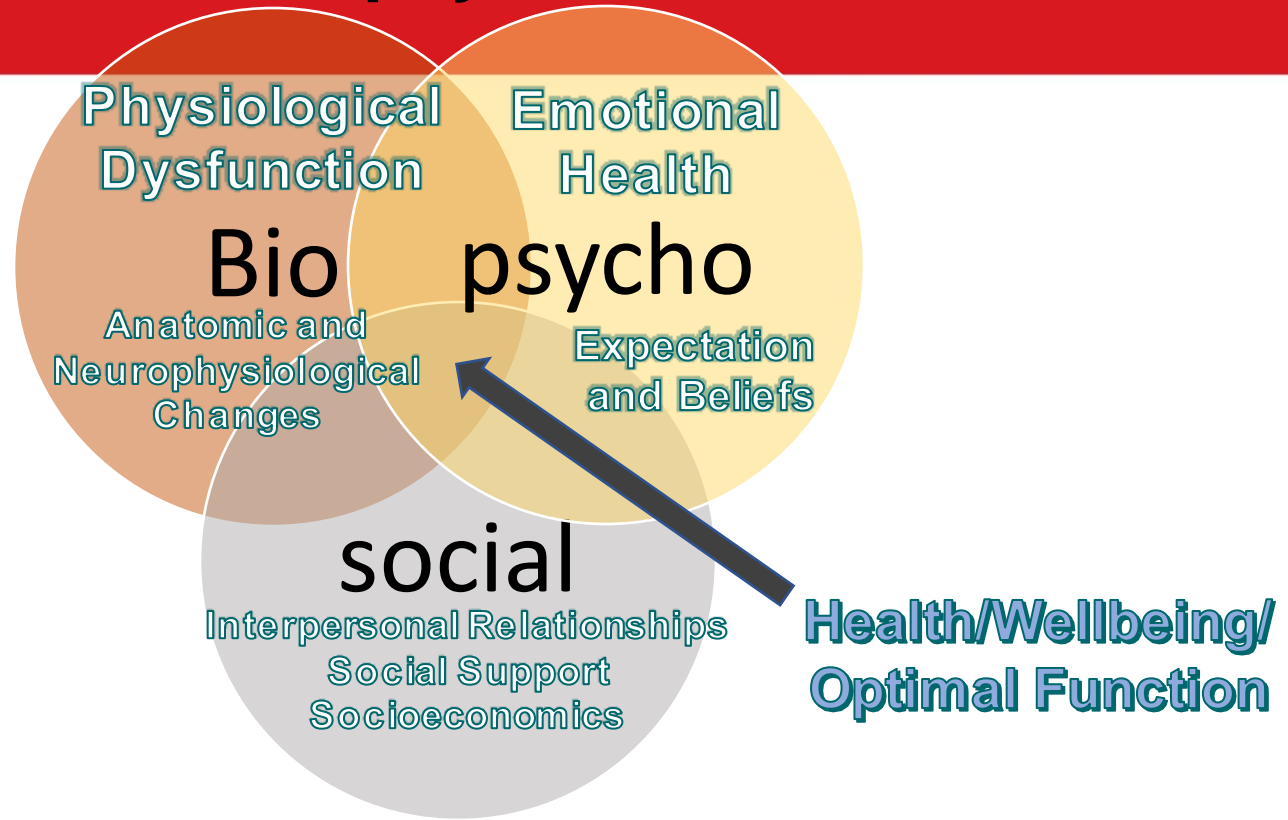 Physiological
Dysfunction
Bio
Anatomic and
Neurophysiological
Changes
Emotional
Health
psycho
Expectation
and Beliefs
social
Interpersonal Relationships
Social Support
Socioeconomics
Health/Wellbeing/
Optimal Function